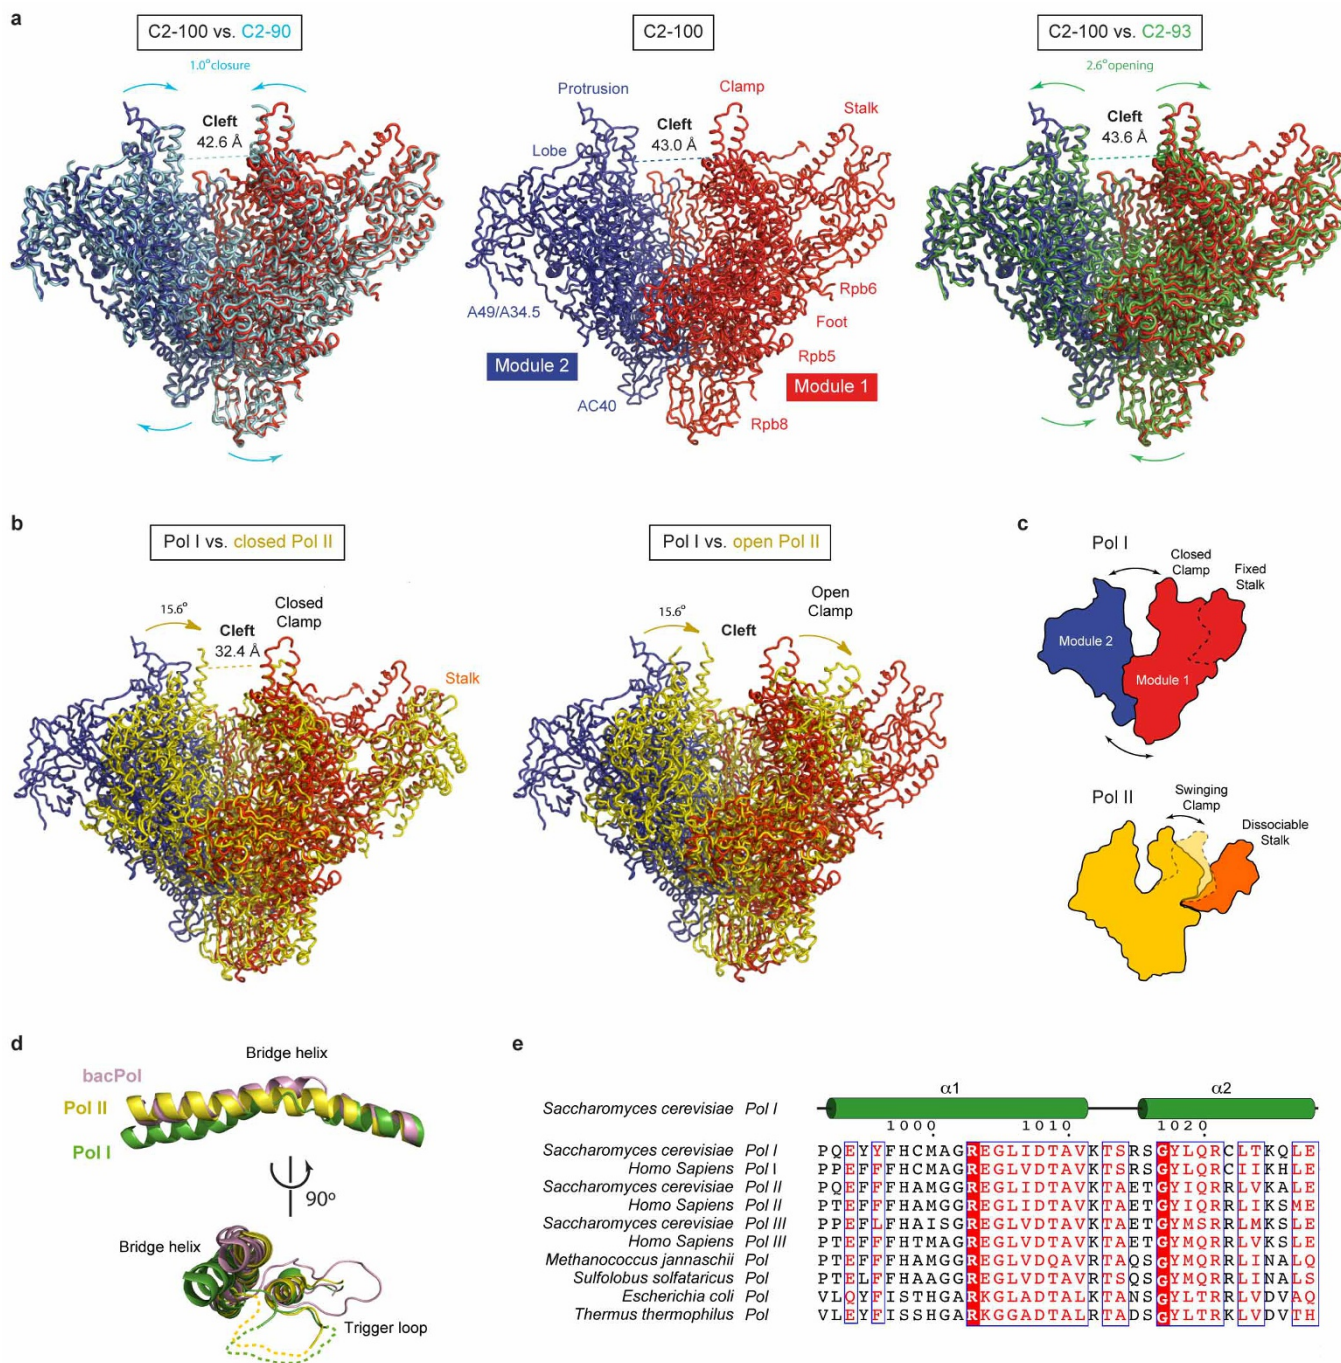 a
C2-100 vs. C2-90
C2-100
C2-100 vs. C2-93
1.0° closure
2.6° opening
Protrusion
Clamp
Stalk
Cleft
42.6 Å
Cleft
43.0 Å
Cleft
43.6 Å
Lobe
Rpb6
A49/A34.5
Foot
Module 2
Rpb5
Module 1
AC40
Rpb8
b
Pol I vs. closed Pol II
Pol I vs. open Pol II
15.6°
Cleft
32.4 Å
Closed
Clamp
Stalk
15.6°
Cleft
Open
Clamp
c
Pol I
Closed
Clamp
Fixed
Stalk
Module 2
Module 1
Pol II
Swinging
Clamp
Dissociable
Stalk
d
Bridge helix
bacPol
Pol II
Pol I
90°
Bridge helix
Trigger loop
e
α1 α2
Saccharomyces cerevisiae Pol I
1000 1010 1020
Saccharomyces cerevisiae Pol I PQEYYFHCMAGREGLIDTAVKTSRSGYLQRCLTKQLE
Homo Sapiens Pol I PPEFFFHCMAGREGLVDTAVKTSRSGYLQRCIIKHLE
Saccharomyces cerevisiae Pol II PQEFFFHAMGGREGLIDTAVKTAETGYIQRRLVKALE
Homo Sapiens Pol II PTEFFFHAMGGREGLIDTAVKTAETGYIQRRLIKSME
Saccharomyces cerevisiae Pol III PPEFLFHAISGREGLVDTAVKTAETGYMSRRLMKSLE
Homo Sapiens Pol III PTEFFFHTMAGREGLVDTAVKTAETGYMQRRLVKSLE
Methanococcus jannaschii Pol PTEFFFHAMGGREGLVDQAVRTAQSGYMQRRLINALQ
Sulfolobus solfataricus Pol PTELFFHAAGGREGLVDTAVRTSQSGYMQRRLINALS
Escherichia coli Pol VLQYFISTHGARKGLADTALKTANSGYLTRRLVDVAQ
Thermus thermophilus Pol VLEYFISSHGARKGGADTALRTADSGYLTRKLVDVTH